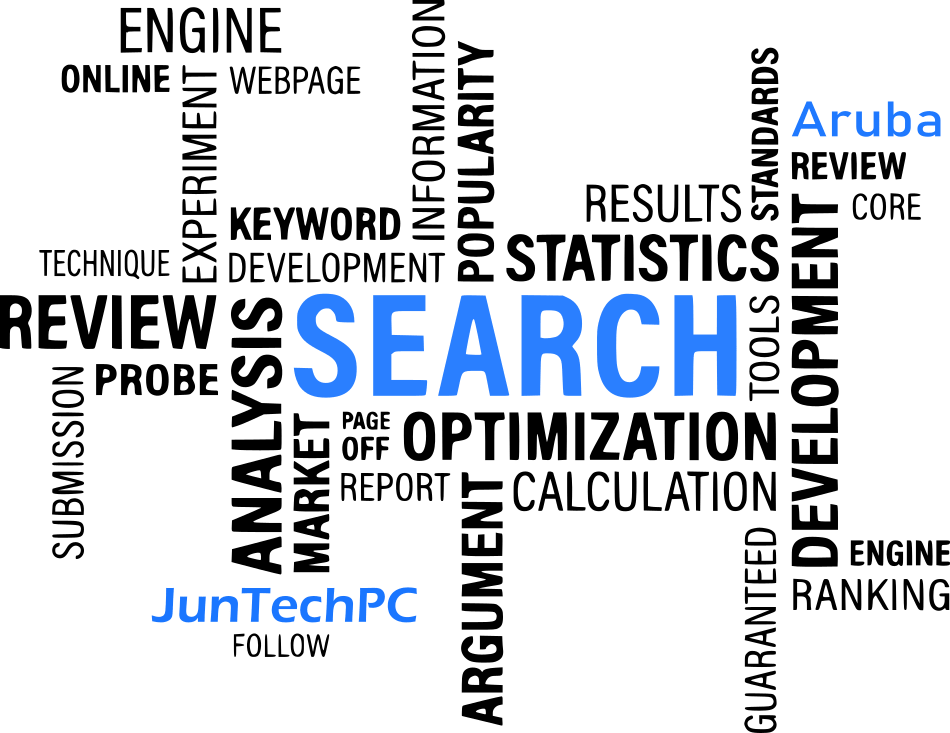 ENGINE
ONLINE
WEBPAGE
EXPERIMENT
INFORMATION
POPULARITY
STANDARDS
Aruba
REVIEW
CORE
RESULTS
KEYWORD
STATISTICS
TECHNIQUE
DEVELOPMENT
DEVELOPMENT
REVIEW
ANALYSIS
SEARCH
TOOLS
PROBE
SUBMISSION
MARKET
PAGE
OFF
OPTIMIZATION
REPORT
ARGUMENT
CALCULATION
GUARANTEED
ENGINE
RANKING
JunTechPC
FOLLOW